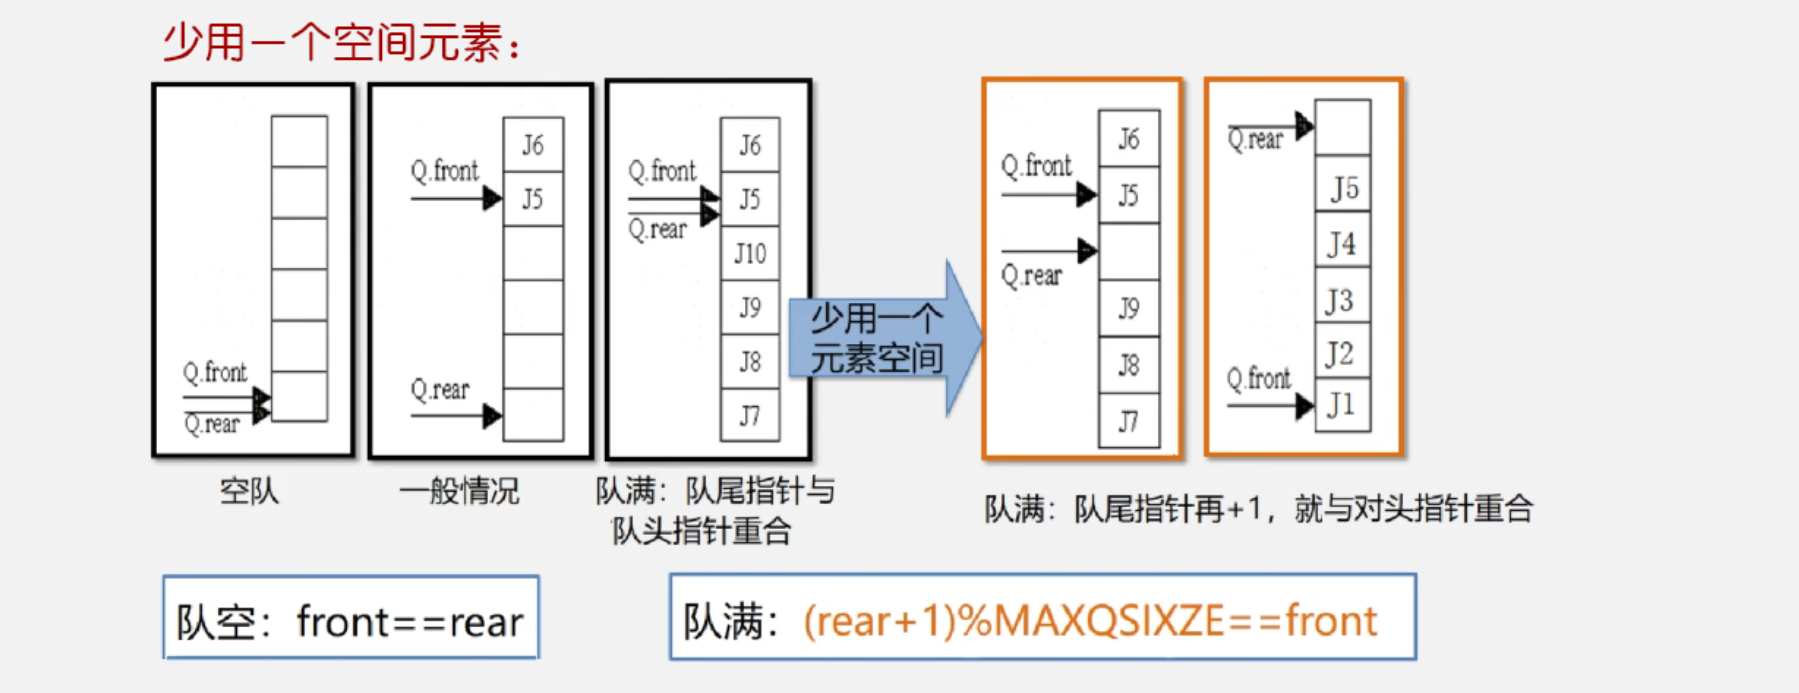 少用一个空间元素：
Q.front
Q.rear
空队
J6
Q.front
J5
Q.rear
一般情况
J6
Q.front
J5
Q.rear
J10
J9
J8
J7
队满：队尾指针与
队头指针重合
少用一个
元素空间
J6
Q.front
J5
Q.rear
J9
J8
J7
Q.rear
J5
J4
J3
J2
Q.front
J1
队满：队尾指针再+1，就与对头指针重合
队空：front==rear
队满：(rear+1)%MAXQSIXZE==front